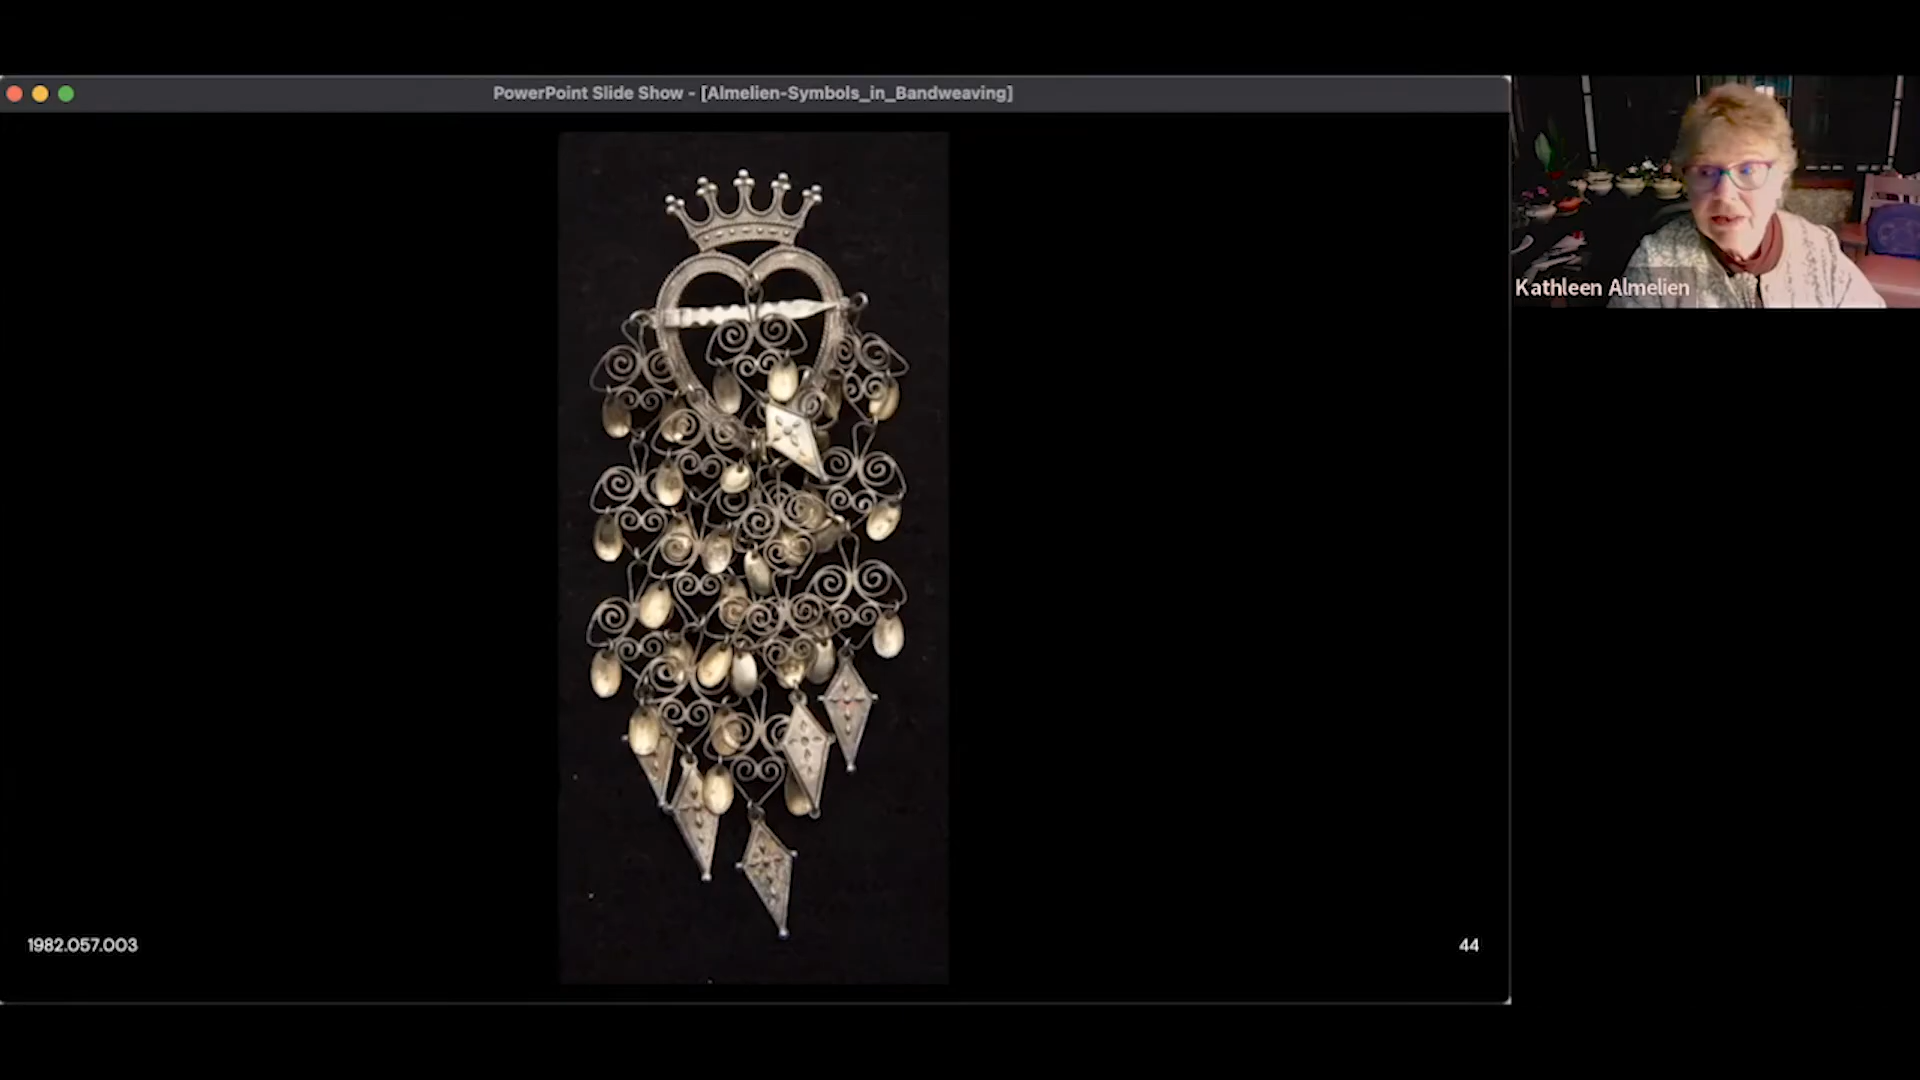 PowerPoint Slide Show - [Almelien-Symbols_in_Bandweaving]
Kathleen Almelien
1982.057.003
44